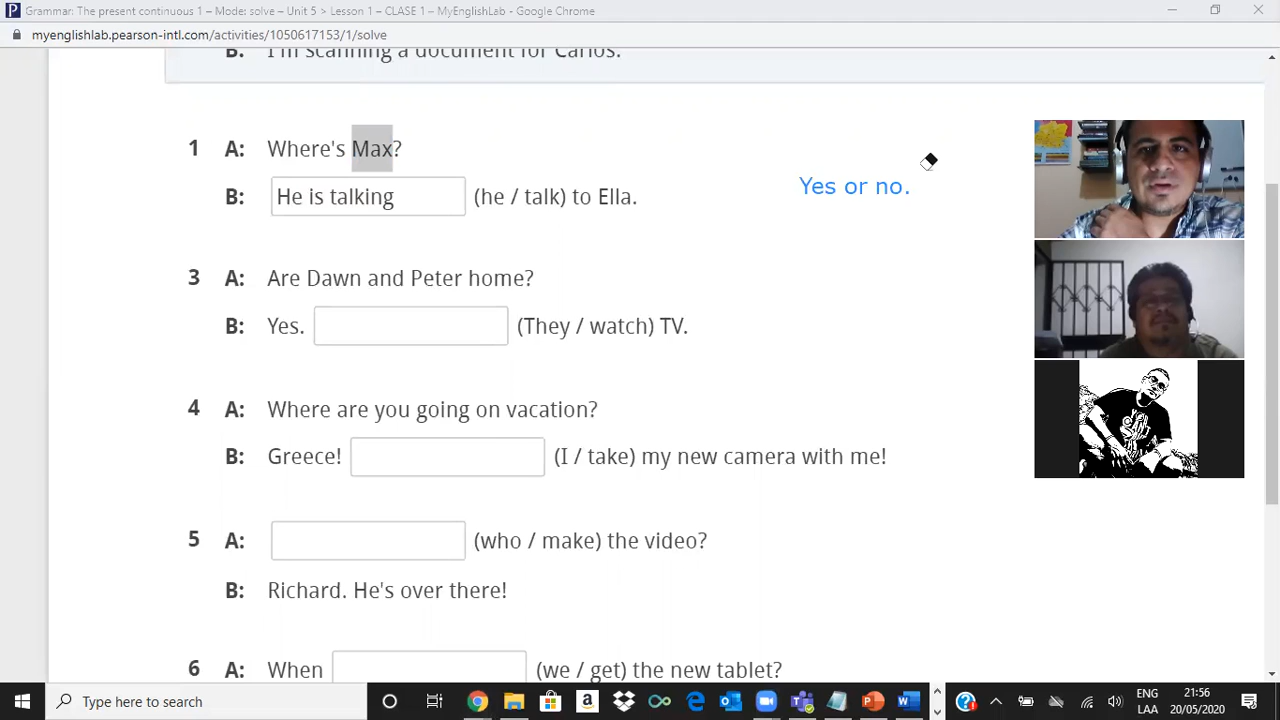 Grammar: The present continuous 1 – Mode: solve – Unit 5 > Lesson 1 – CLASE 1 – MyEnglishLab - Google Chrome
myenglishlab.pearson-intl.com/activities/1050617153/1/solve
B: I'm scanning a document for Carlos.
1 A: Where's Max?
B: He is talking (he / talk) to Ella.
Yes or no.
3 A: Are Dawn and Peter home?
B: Yes. (They / watch) TV.
4 A: Where are you going on vacation?
B: Greece! (I / take) my new camera with me!
5 A: (who / make) the video?
B: Richard. He's over there!
6 A: When (we / get) the new tablet?
Type here to search
ENG 21:56
LAA 20/05/2020